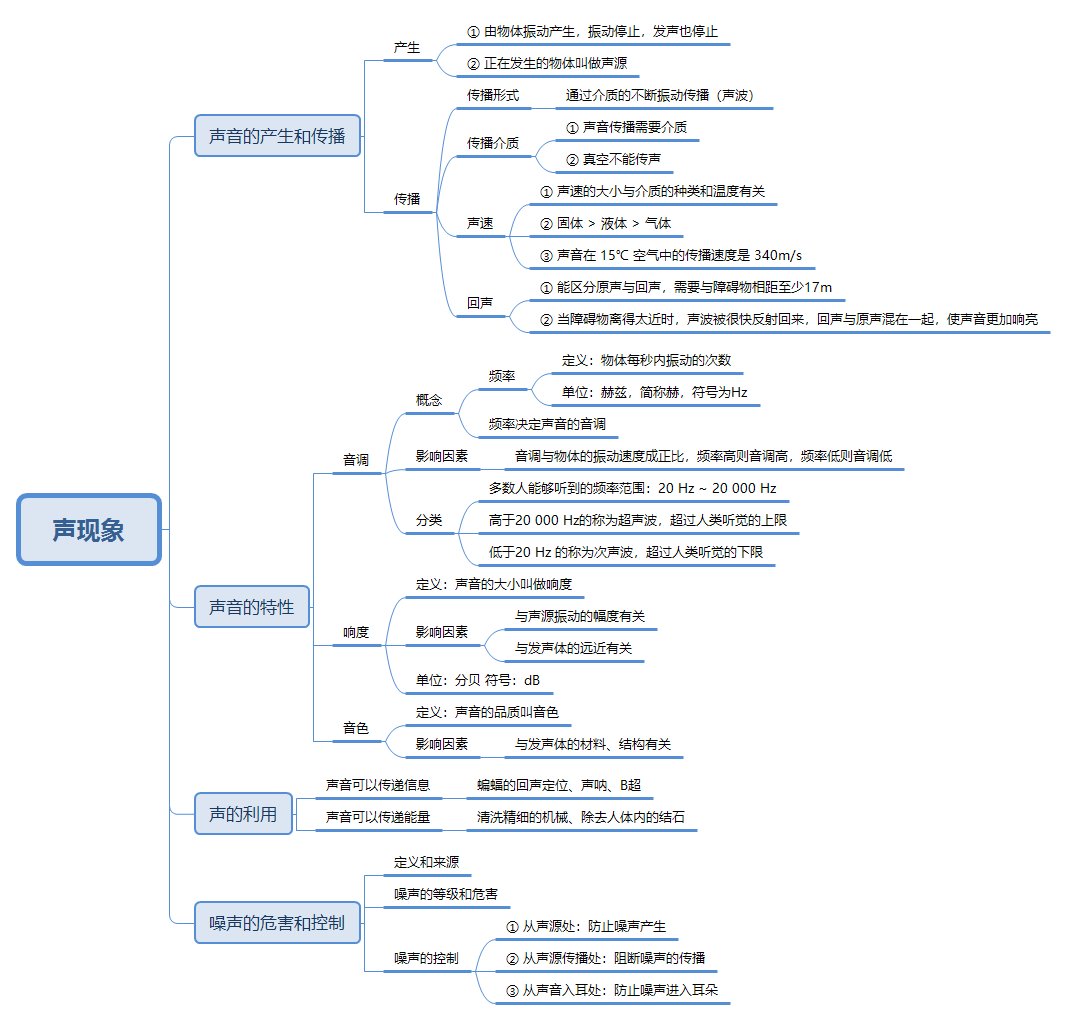 声现象
声音的产生和传播
产生
① 由物体振动产生，振动停止，发声也停止
② 正在发生的物体叫做声源
传播
传播形式
通过介质的不断振动传播（声波）
传播介质
① 声音传播需要介质
② 真空不能传声
声速
① 声速的大小与介质的种类和温度有关
② 固体 > 液体 > 气体
③ 声音在 15℃ 空气中的传播速度是 340m/s
回声
① 能区分原声与回声，需要与障碍物相距至少17m
② 当障碍物离得太近时，声波被很快反射回来，回声与原声混在一起，使声音更加响亮
声音的特性
音调
概念
频率
定义：物体每秒内振动的次数
单位：赫兹，简称赫，符号为Hz
频率决定声音的音调
影响因素
音调与物体的振动速度成正比，频率高则音调高，频率低则音调低
分类
多数人能够听到的频率范围：20 Hz ~ 20 000 Hz
高于20 000 Hz的称为超声波，超过人类听觉的上限
低于20 Hz 的称为次声波，超过人类听觉的下限
响度
定义：声音的大小叫做响度
影响因素
与声源振动的幅度有关
与发声体的远近有关
单位：分贝 符号：dB
音色
定义：声音的品质叫音色
影响因素
与发声体的材料、结构有关
声的利用
声音可以传递信息
蝙蝠的回声定位、声呐、B超
声音可以传递能量
清洗精细的机械、除去人体内的结石
噪声的危害和控制
定义和来源
噪声的等级和危害
噪声的控制
① 从声源处：防止噪声产生
② 从声源传播处：阻断噪声的传播
③ 从声音入耳处：防止噪声进入耳朵